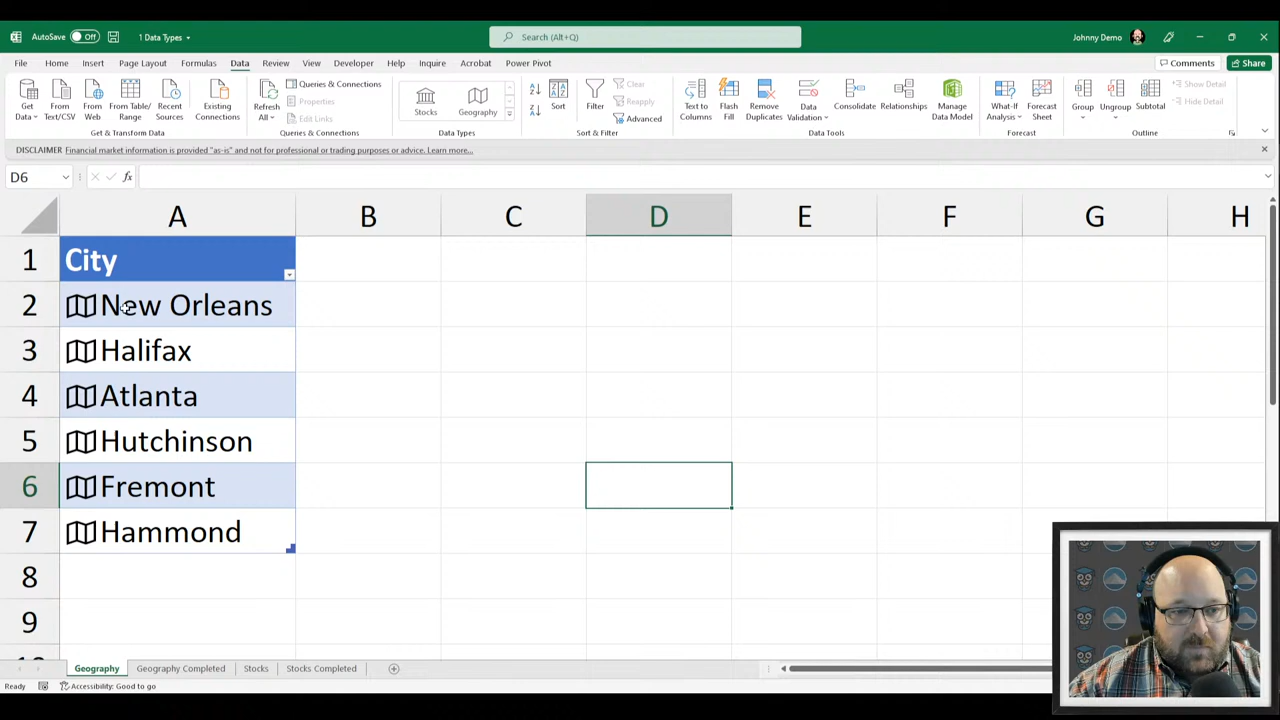 AutoSave Off 1 Data Types Search (Alt+Q) Johnny Demo
File Home Insert Page Layout Formulas Data Review View Developer Help Inquire Acrobat Power Pivot Comments Share
Get Data From Text/CSV From Web From Table/Range Recent Sources Existing Connections Refresh All Queries & Connections Properties Edit Links Stocks Geography Sort Filter Clear Reapply Advanced Text to Columns Flash Fill Remove Duplicates Data Validation Consolidate Relationships Manage Data Model What-If Analysis Forecast Sheet Group Ungroup Subtotal Show Detail Hide Detail
Get & Transform Data Queries & Connections Data Types Sort & Filter Data Tools Forecast Outline
DISCLAIMER Financial market information is provided "as-is" and not for professional or trading purposes or advice. Learn more...
D6 fx
A B C D E F G H
1 City
2 New Orleans
3 Halifax
4 Atlanta
5 Hutchinson
6 Fremont
7 Hammond
8
9
Geography Geography Completed Stocks Stocks Completed
Ready Accessibility: Good to go